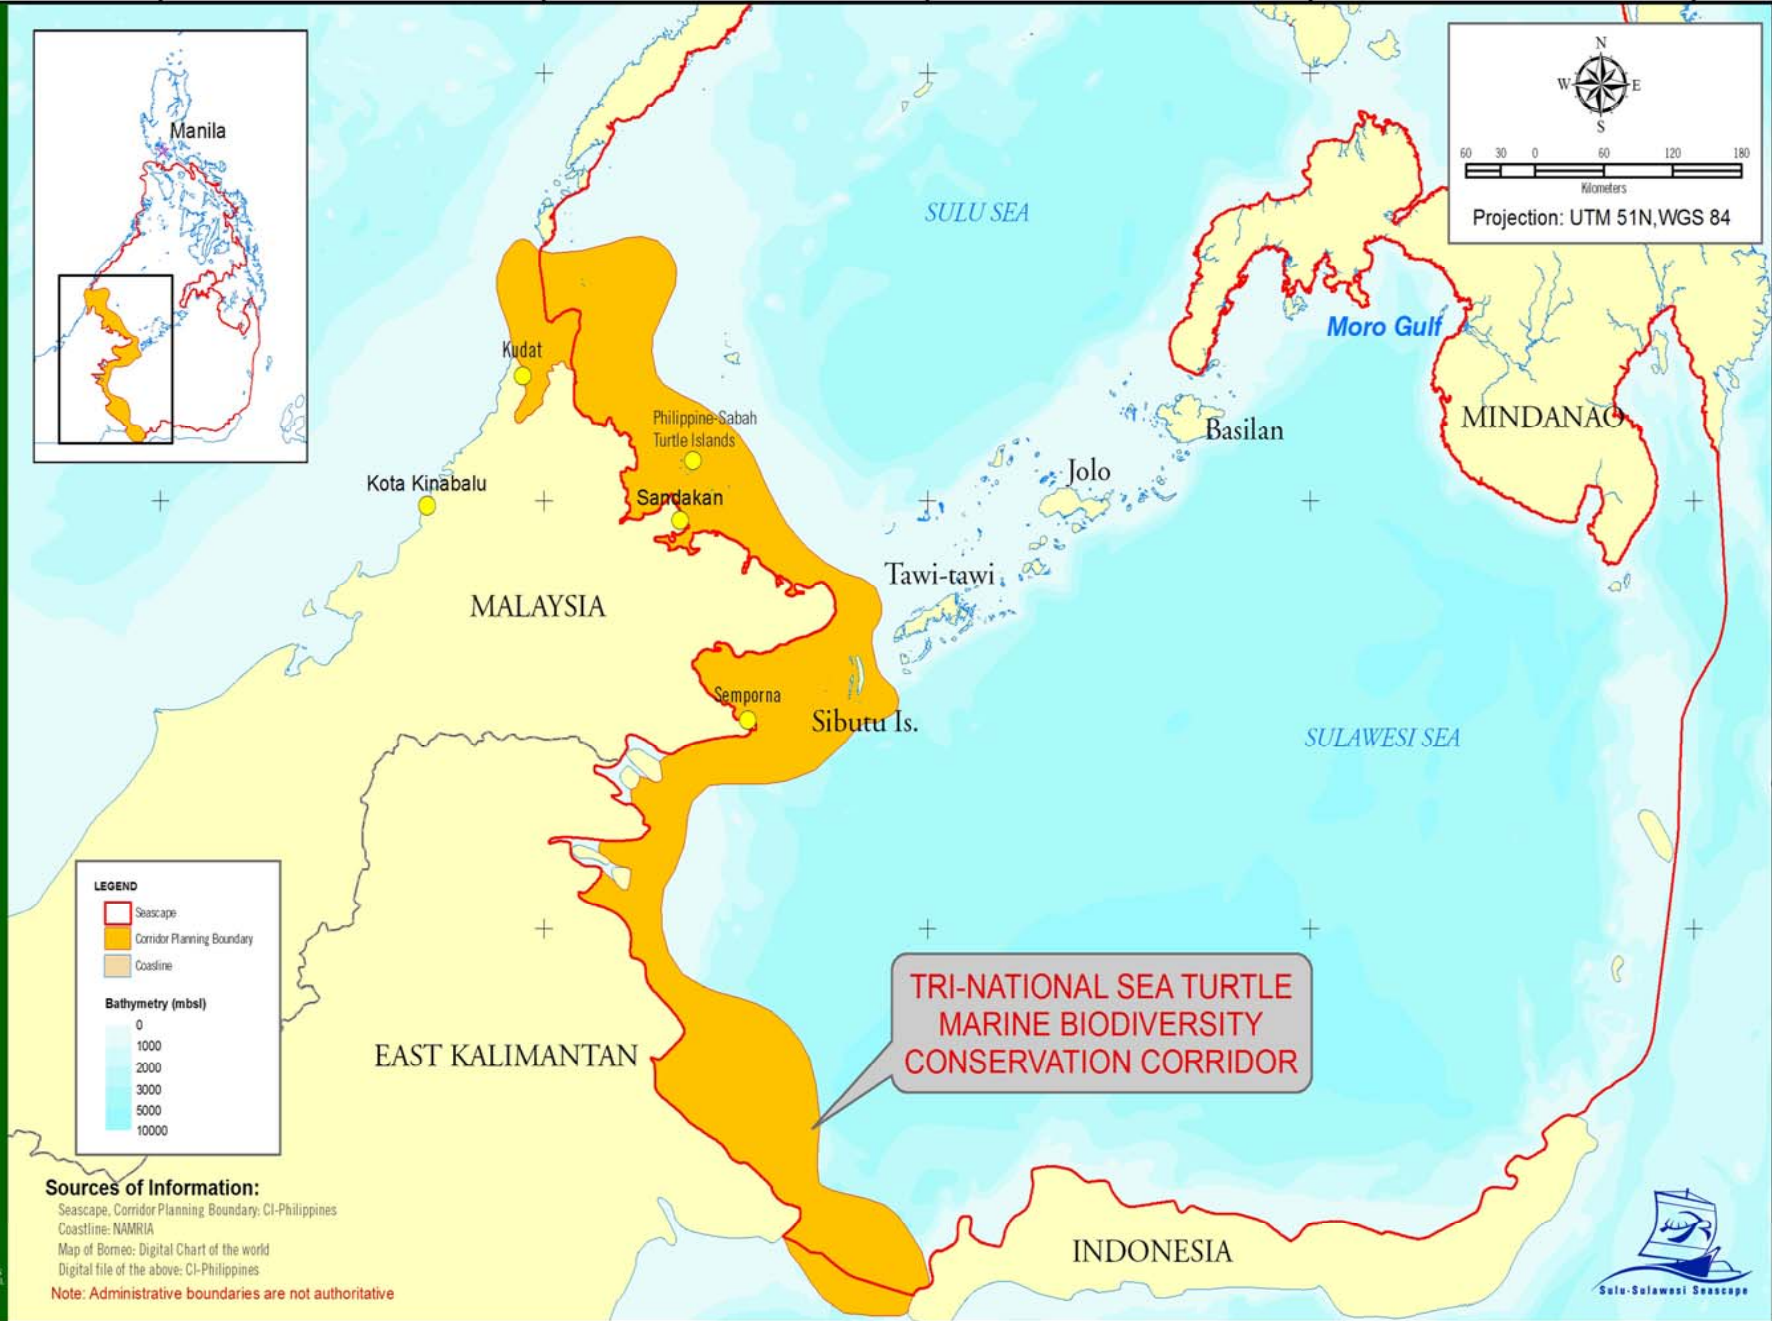 Manila
N
W E
S
60 30 0 60 120 180
Kilometers
Projection: UTM 51N,WGS 84
SULU SEA
Moro Gulf
Kudat
Philippine-Sabah
Turtle Islands
MINDANAO
Basilan
Jolo
Kota Kinabalu
Sandakan
Tawi-tawi
MALAYSIA
Semporna
Sibutu Is.
SULAWESI SEA
LEGEND
Seascape
Corridor Planning Boundary
Coasline
Bathymetry (mbsl)
0
1000
2000
3000
5000
10000
TRI-NATIONAL SEA TURTLE
MARINE BIODIVERSITY
CONSERVATION CORRIDOR
EAST KALIMANTAN
INDONESIA
Sources of Information:
Seascape, Corridor Planning Boundary: CI-Philippines
Coastline: NAMRIA
Map of Borneo: Digital Chart of the world
Digital file of the above: CI-Philippines
Note: Administrative boundaries are not authoritative
Sulu-Sulawesi Seascape